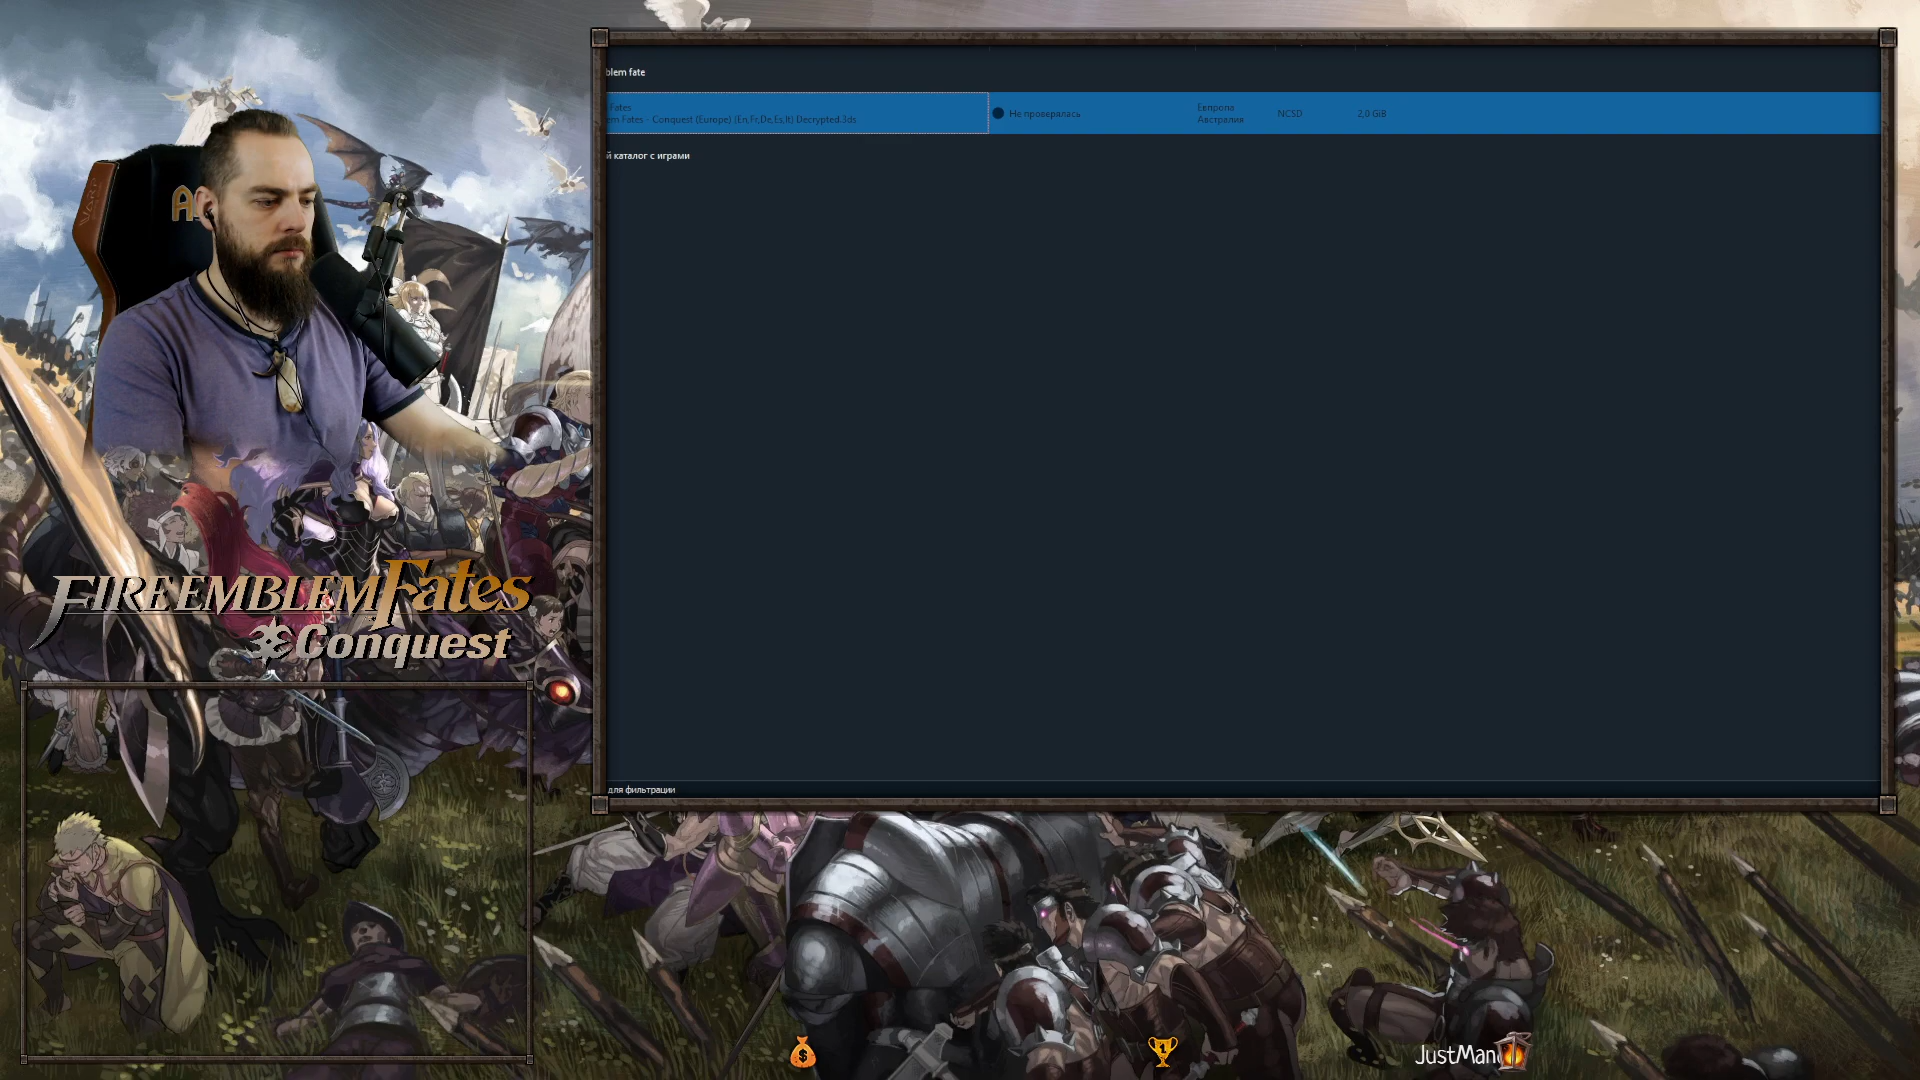 blem fate
Fates
em Fates - Conquest (Europe) (En,Fr,De,Es,It) Decrypted.3ds
Не проверялась
Европа
Австралия
NCSD
2,0 GiB
й каталог с играми
для фильтрации
FIRE EMBLEM Fates
Conquest
JustMan